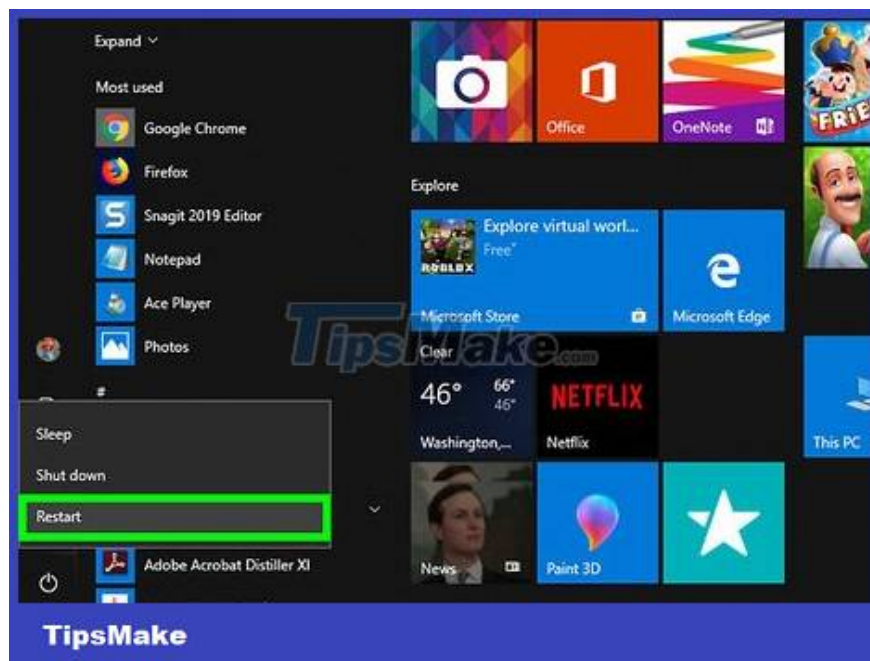 Expand
Most used
Google Chrome
Firefox
Snagit 2019 Editor
Notepad
Ace Player
Photos
#
Sleep
Shut down
Restart
Adobe Acrobat Distiller XI
Office
OneNote
FRIE
Explore
Explore virtual worl...
Free*
ROBLOX
Microsoft Store
Microsoft Edge
TipsMake.com
Clear
46°
66°
46°
Washington,...
NETFLIX
Netflix
This PC
News
Paint 3D
TipsMake